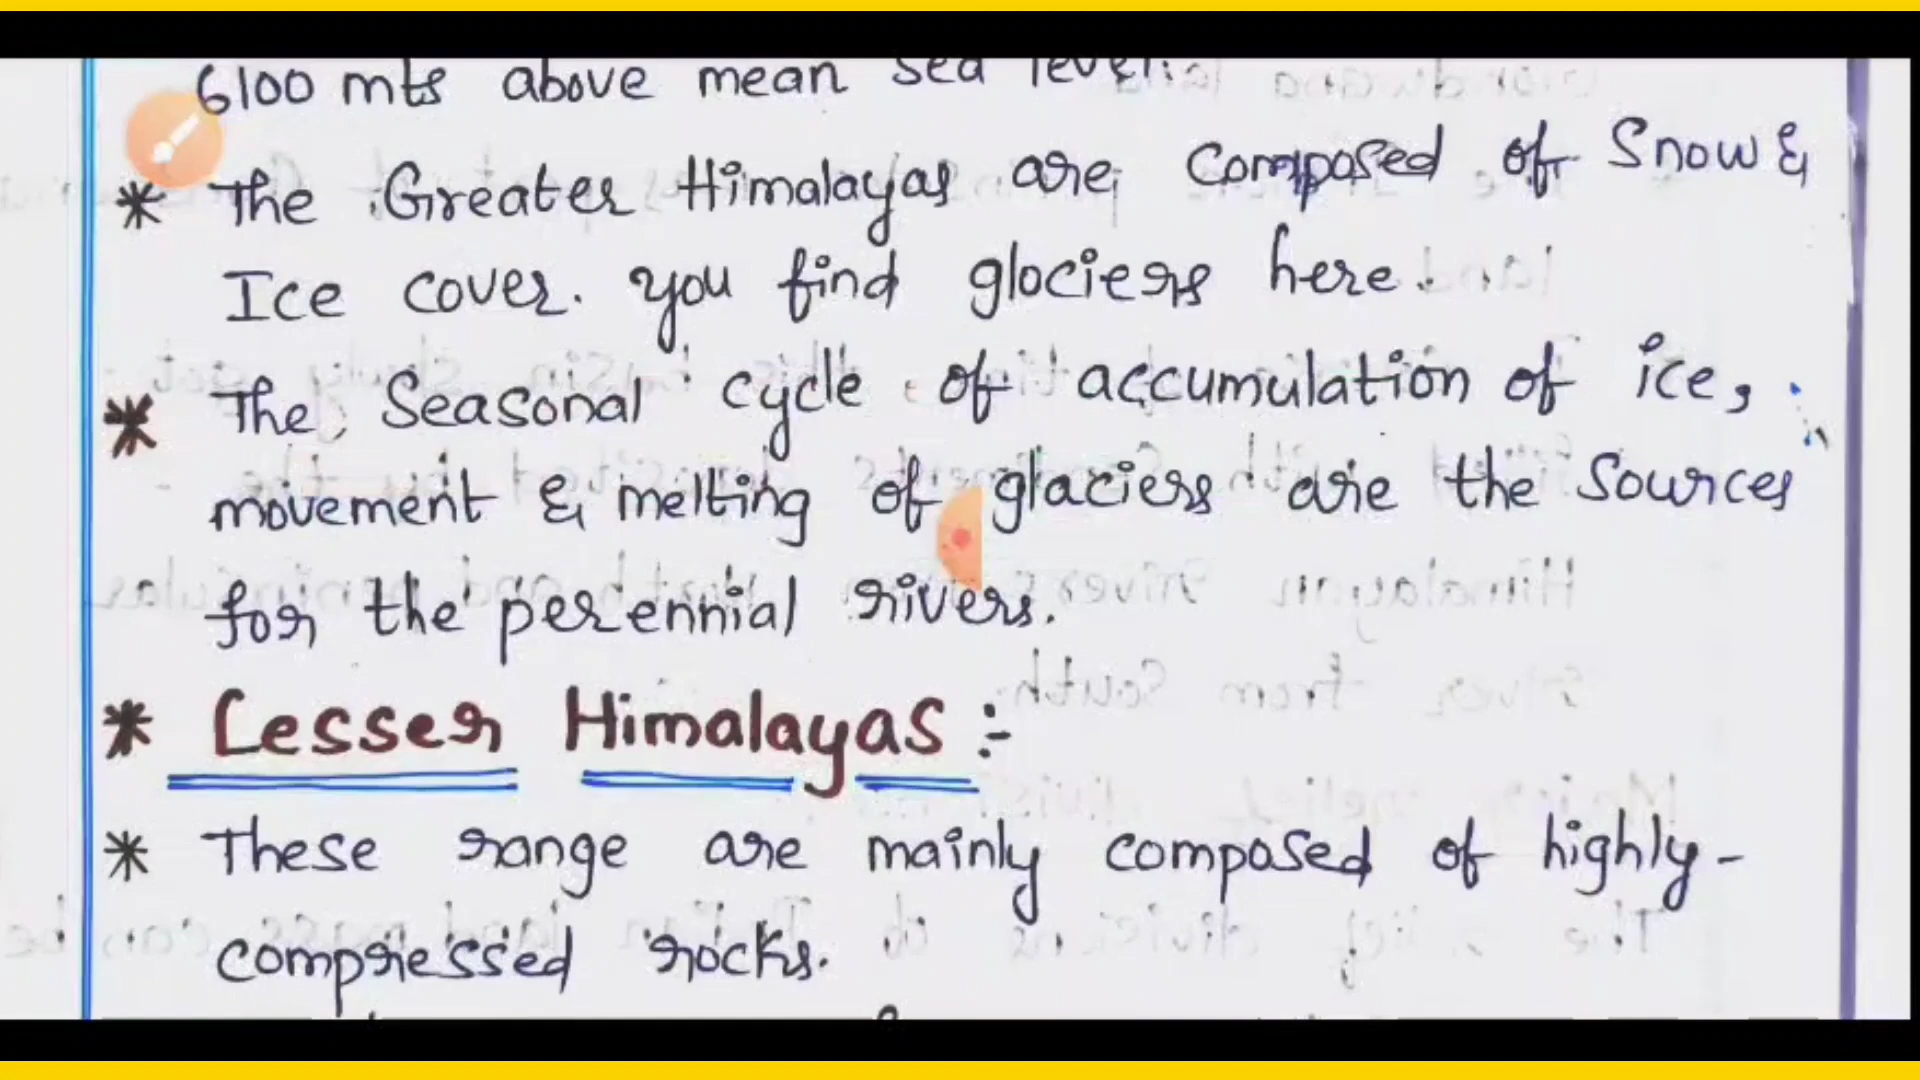 6100 mts above mean sea level.
* The Greater Himalayas are composed of Snow &
Ice cover. you find glociers here.
* The Seasonal cycle of accumulation of ice,
movement & melting of glaciers are the Sources
for the perennial rivers.
* Lesser Himalayas :-
* These range are mainly composed of highly-
compressed rocks.